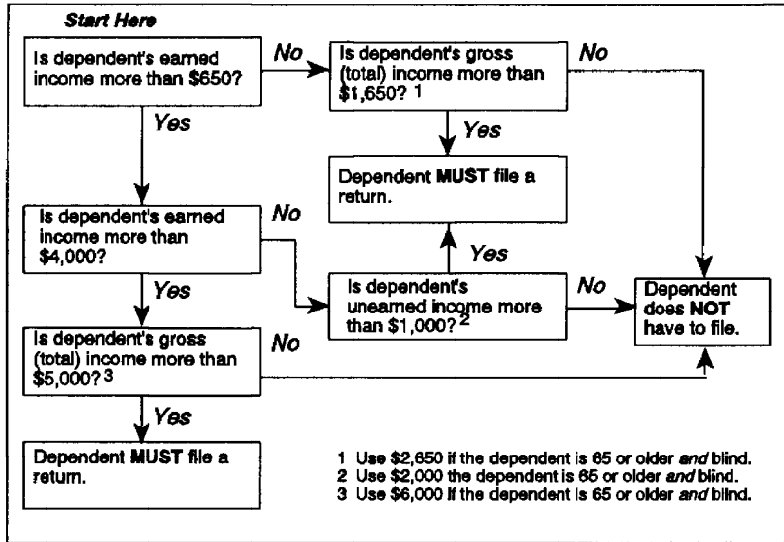 Start Here
Is dependent's earned
income more than $650?
No
Is dependent's gross
(total) income more than
$1,650? 1
No
Yes
Yes
Dependent MUST file a
return.
Is dependent's earned
income more than
$4,000?
No
Yes
Is dependent's
unearned income more
than $1,000? 2
No
Dependent
does NOT
have to file.
Yes
Is dependent's gross
(total) income more than
$5,000? 3
No
Yes
Dependent MUST file a
return.
1 Use $2,650 if the dependent is 65 or older and blind.
2 Use $2,000 the dependent is 65 or older and blind.
3 Use $6,000 if the dependent is 65 or older and blind.